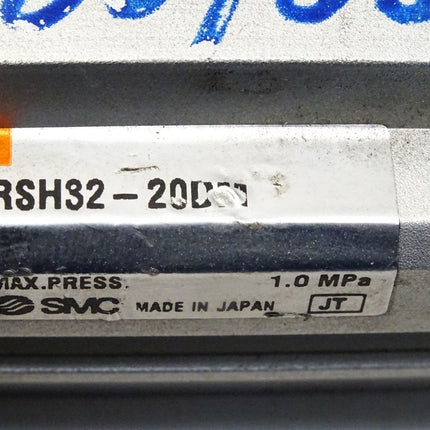 RSH32-20D
MAX.PRESS. 1.0 MPa
SMC MADE IN JAPAN JT